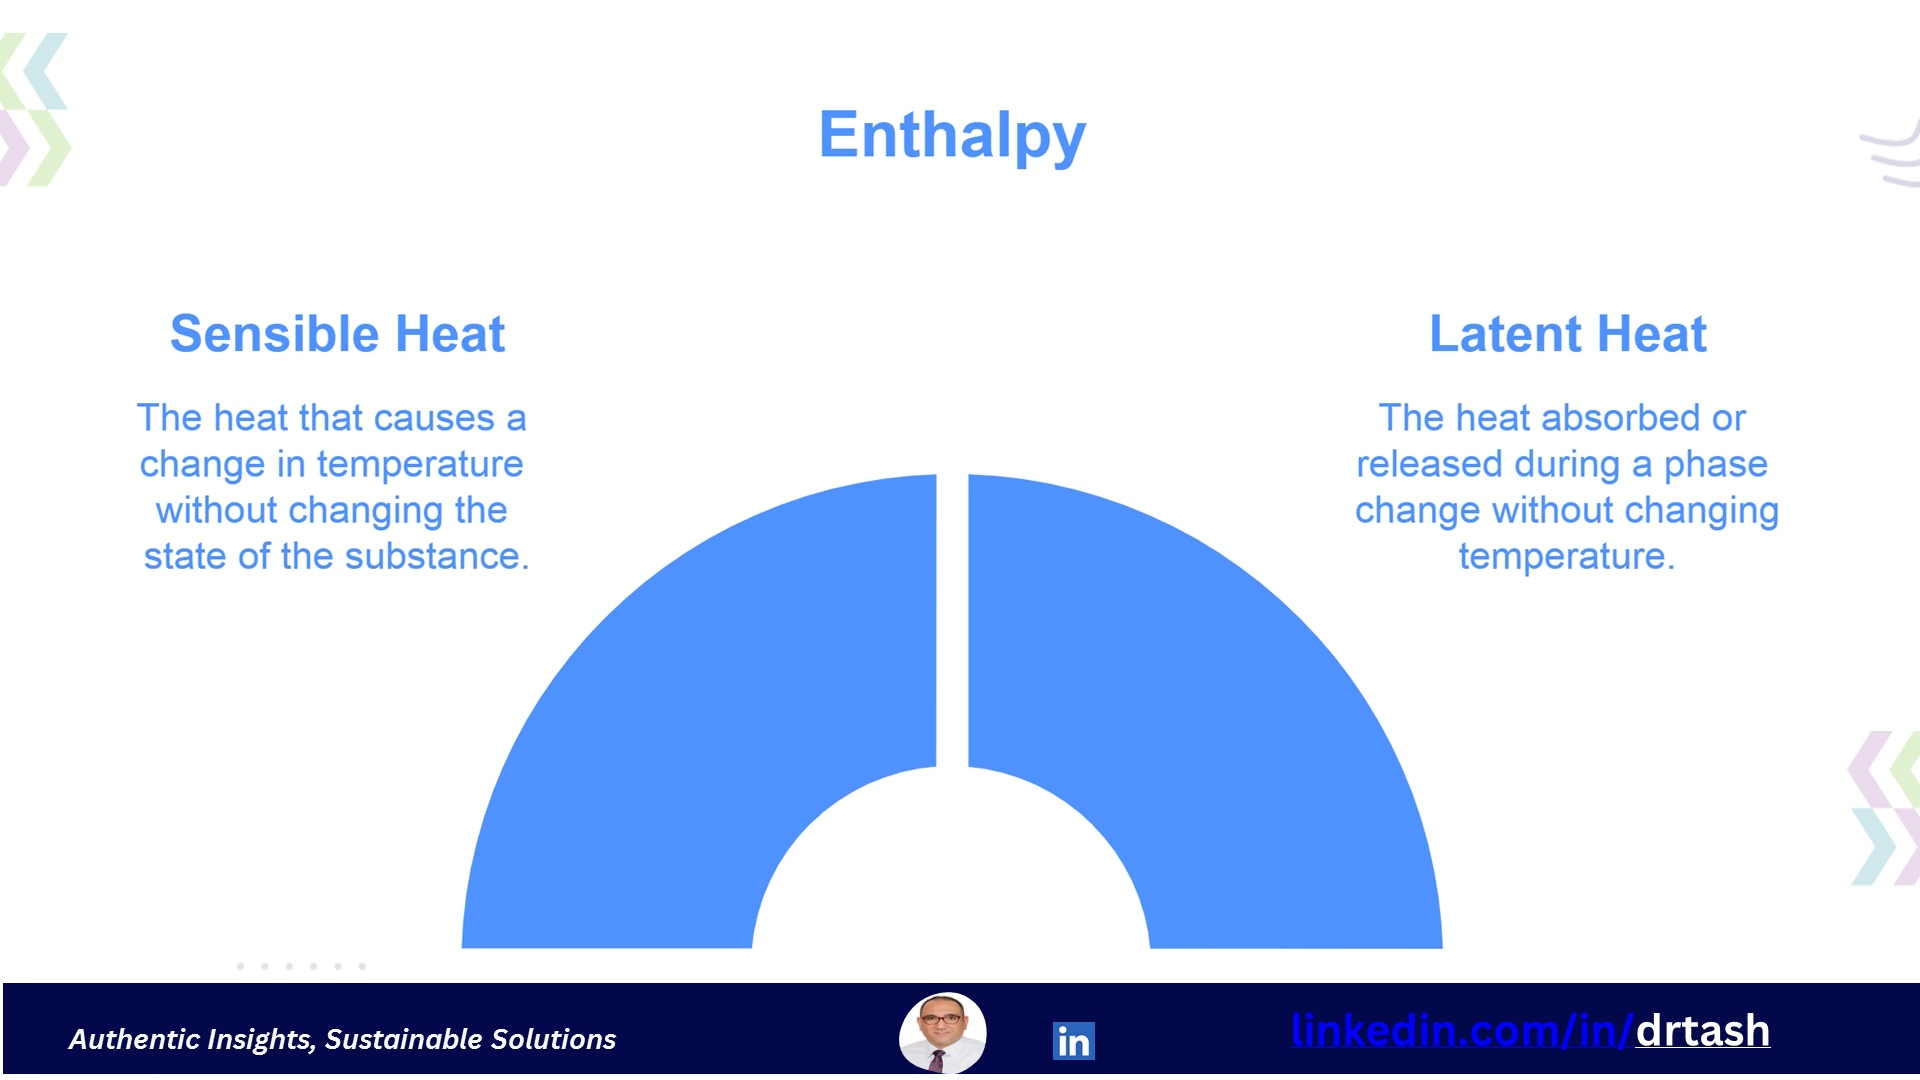 Enthalpy
Sensible Heat
The heat that causes a
change in temperature
without changing the
state of the substance.
Latent Heat
The heat absorbed or
released during a phase
change without changing
temperature.
Authentic Insights, Sustainable Solutions
in
linkedin.com/in/drtash